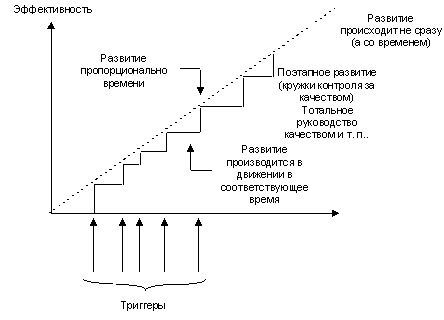 Эффективность
Развитие
происходит не сразу
(а со временем)
Развитие
пропорционально
времени
Поэтапное развитие
(кружки контроля за
качеством)
Тотальное
руководство
качеством и т. п..
Развитие
производится в
движении в
соответствующее
время
Триггеры